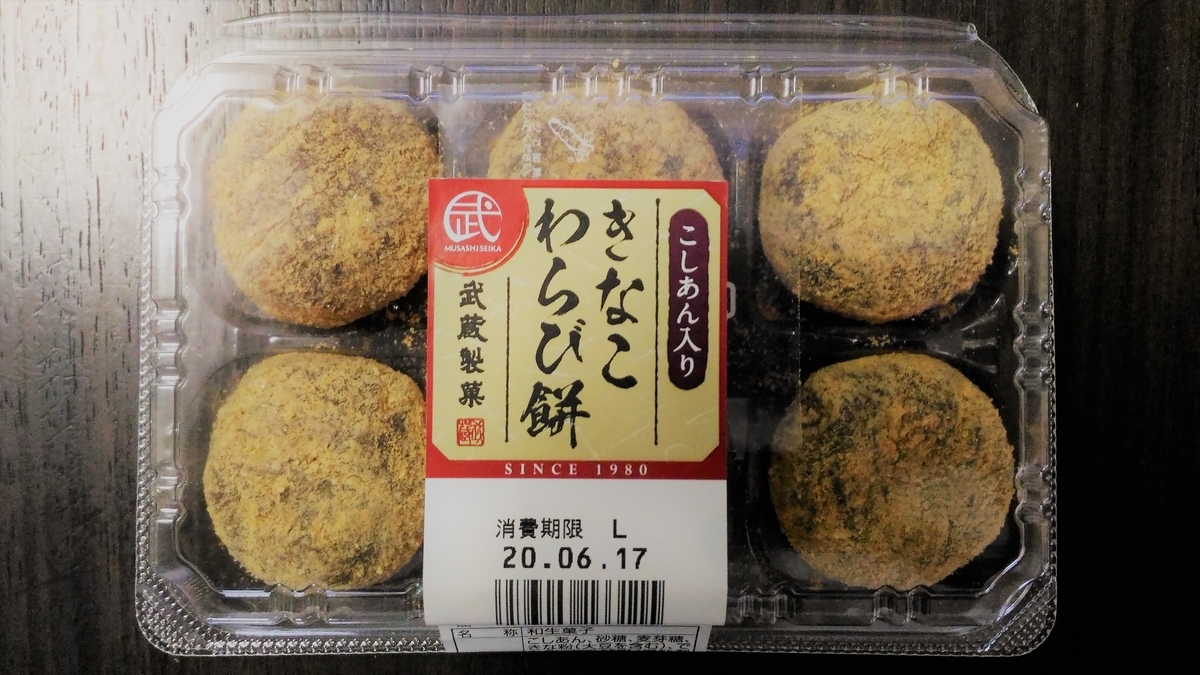 こしあん入り
きなこ
わらび餅
武
MUSASHI SEIKA
武蔵製菓
SINCE 1980
消費期限 L
20.06.17
名 称 和生菓子
こしあん、砂糖、麦芽糖、
きな粉(大豆を含む)、で